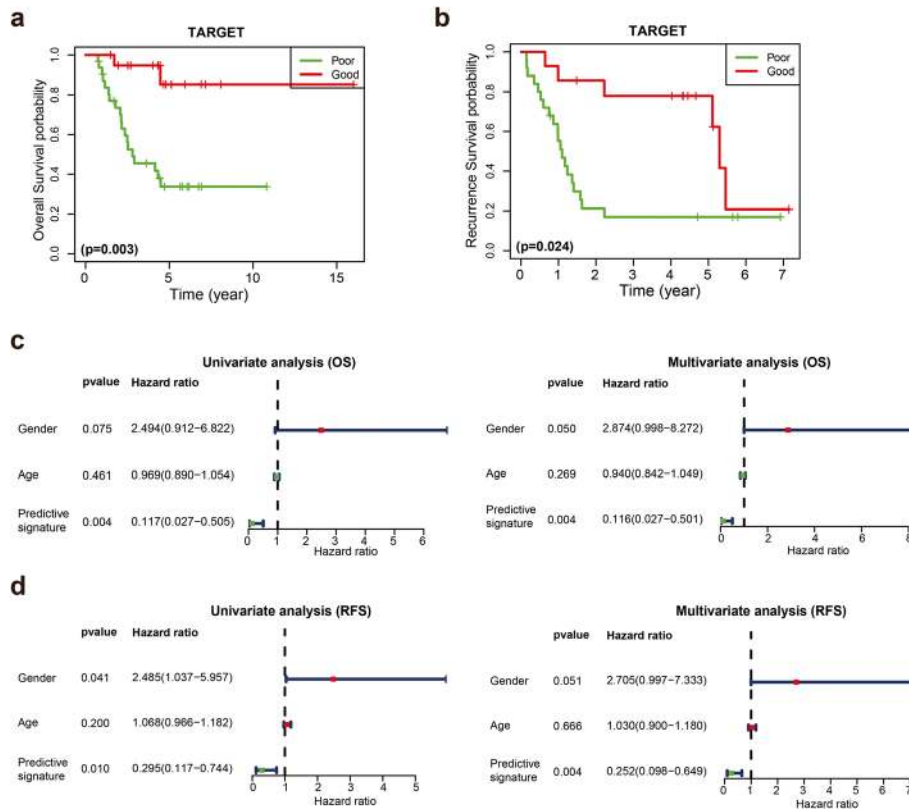 a
TARGET
Overall Survival porbability
0.0 0.2 0.4 0.6 0.8 1.0
Poor
Good
(p=0.003)
0 5 10 15
Time (year)
b
TARGET
Recurrence Survival porbability
0.0 0.2 0.4 0.6 0.8 1.0
Poor
Good
(p=0.024)
0 1 2 3 4 5 6 7
Time (year)
c
Univariate analysis (OS)
pvalue Hazard ratio
Gender 0.075 2.494(0.912−6.822)
Age 0.461 0.969(0.890−1.054)
Predictive
signature 0.004 0.117(0.027−0.505)
0 1 2 3 4 5 6
Hazard ratio
Multivariate analysis (OS)
pvalue Hazard ratio
Gender 0.050 2.874(0.998−8.272)
Age 0.269 0.940(0.842−1.049)
Predictive
signature 0.004 0.116(0.027−0.501)
0 2 4 6 8
Hazard ratio
d
Univariate analysis (RFS)
pvalue Hazard ratio
Gender 0.041 2.485(1.037−5.957)
Age 0.200 1.068(0.966−1.182)
Predictive
signature 0.010 0.295(0.117−0.744)
0 1 2 3 4 5
Hazard ratio
Multivariate analysis (RFS)
pvalue Hazard ratio
Gender 0.051 2.705(0.997−7.333)
Age 0.666 1.030(0.900−1.180)
Predictive
signature 0.004 0.252(0.098−0.649)
0 1 2 3 4 5 6 7
Hazard ratio